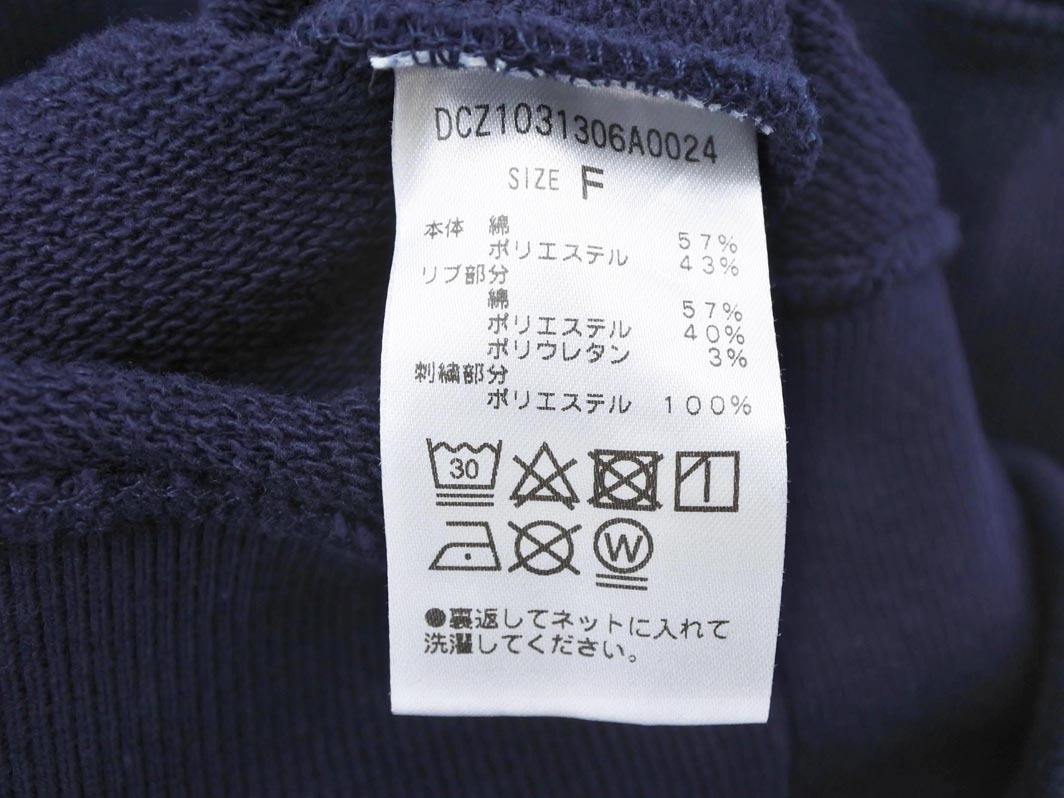 DCZ1031306A0024
SIZE F
本体 綿 57%
ポリエステル 43%
リブ部分
綿 57%
ポリエステル 40%
ポリウレタン 3%
刺繍部分
ポリエステル 100%
30
W
●裏返してネットに入れて
洗濯してください。